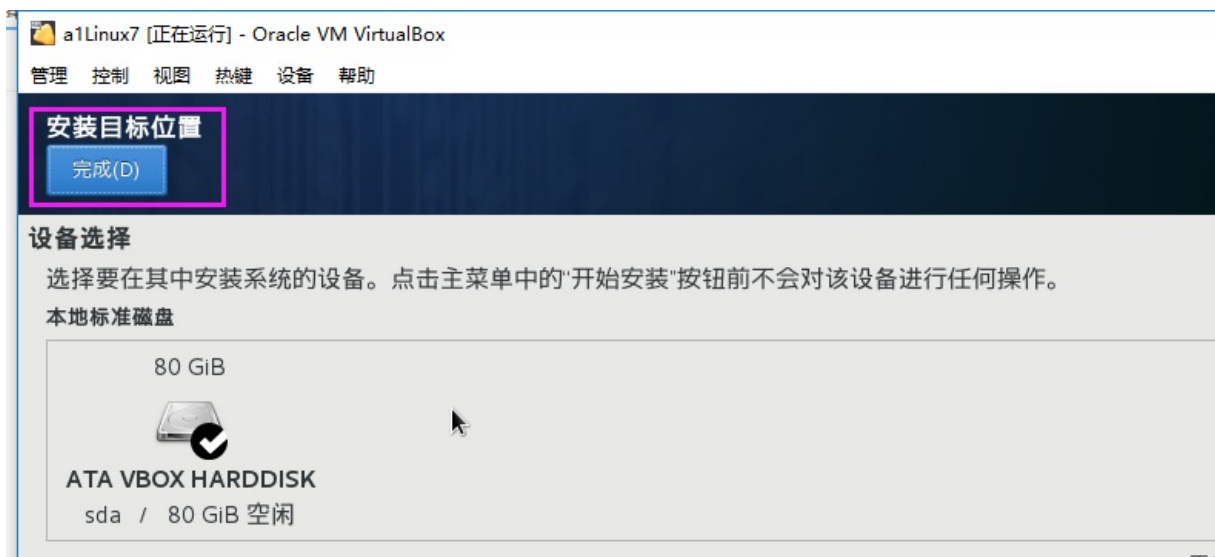 a1Linux7 [正在运行] - Oracle VM VirtualBox
管理 控制 视图 热键 设备 帮助
安装目标位置
完成(D)
设备选择
选择要在其中安装系统的设备。点击主菜单中的“开始安装”按钮前不会对该设备进行任何操作。
本地标准磁盘
80 GiB
ATA VBOX HARDDISK
sda / 80 GiB 空闲